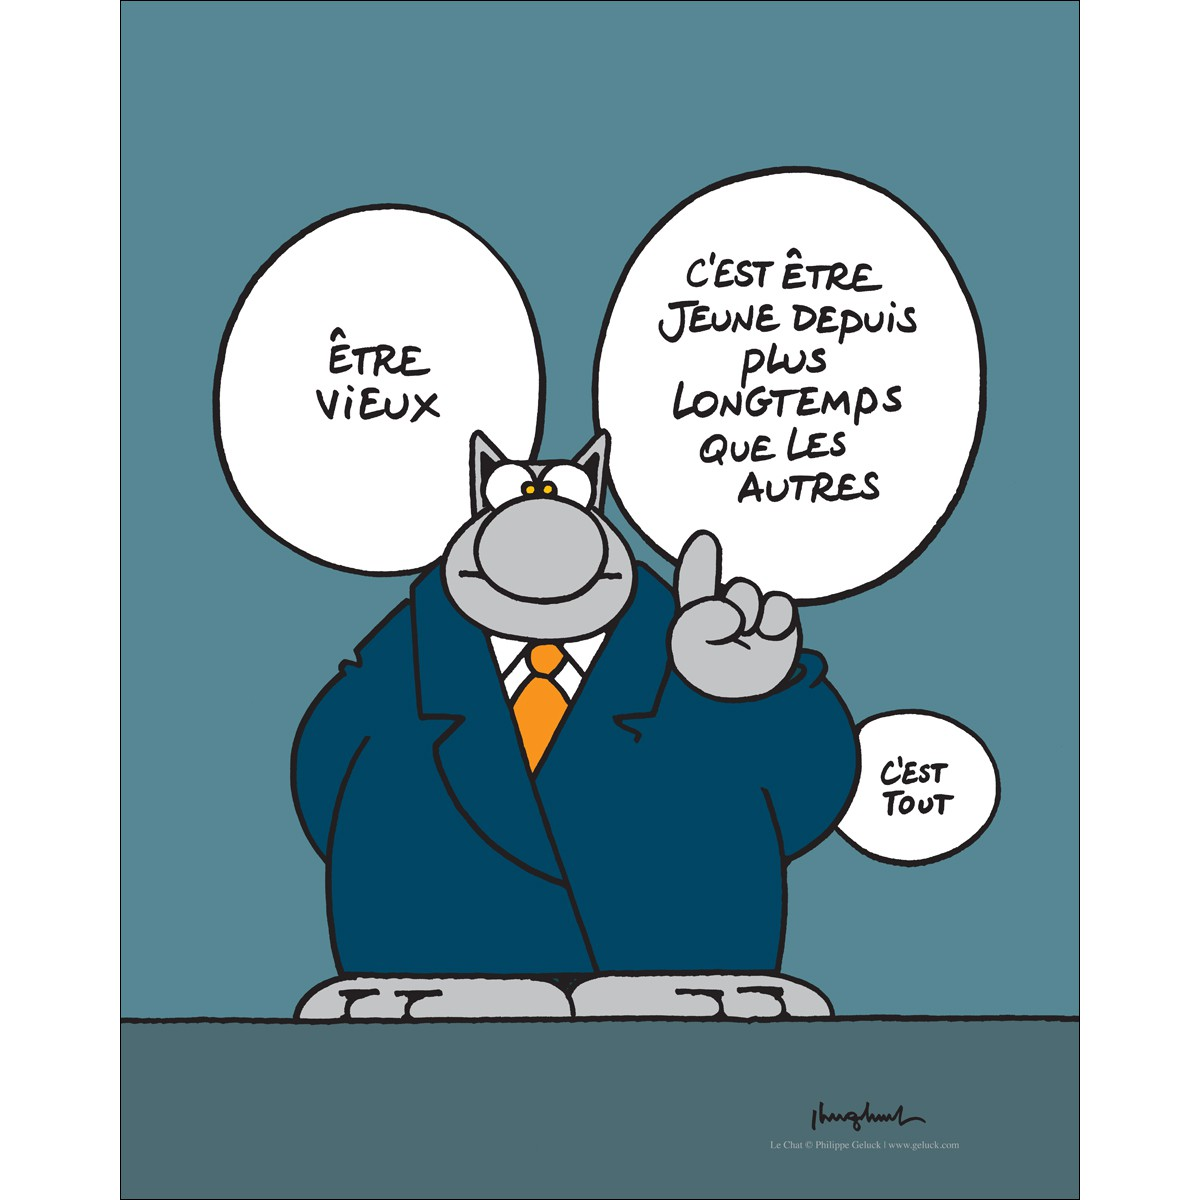 ÊTRE
ViEUX
C'EST ÊTRE
JEUNE DEPUiS
PLUS
LONGTEMPS
QUE LES
AUTRES
C'EST
TOUT
Le Chat © Philippe Geluck | www.geluck.com